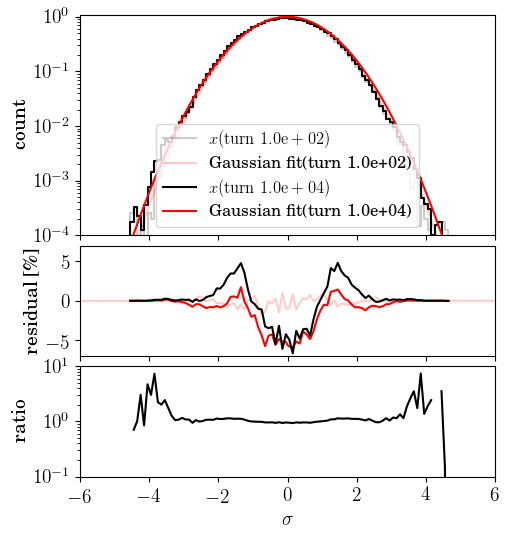 10^0
10^−1
10^−2
10^−3
10^−4
count
x(turn 1.0e + 02)
Gaussian fit(turn 1.0e+02)
x(turn 1.0e + 04)
Gaussian fit(turn 1.0e+04)
5
0
−5
residual [%]
10^1
10^0
10^−1
ratio
−6 −4 −2 0 2 4 6
σ